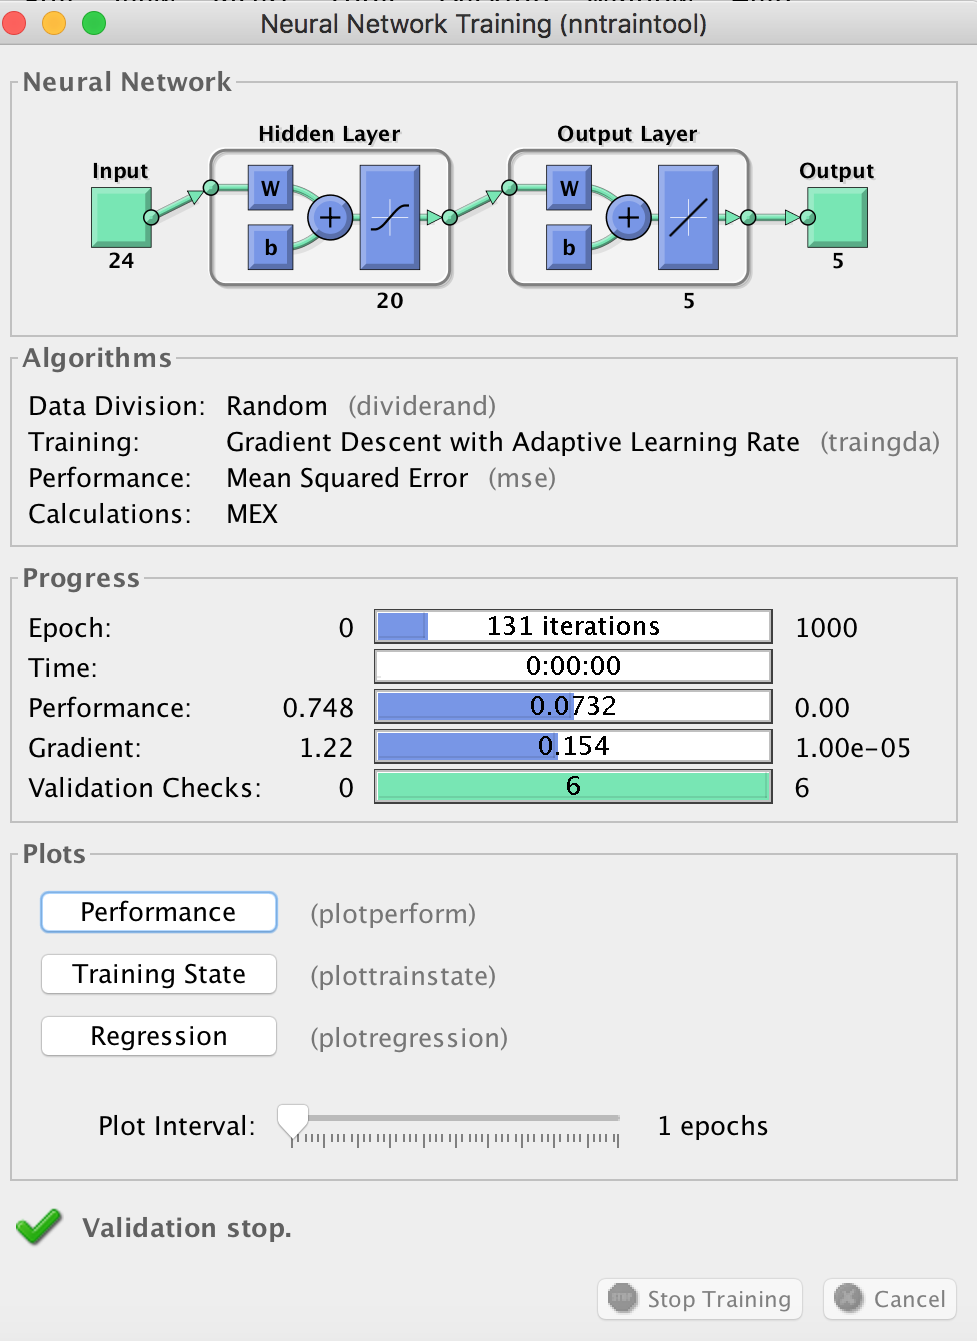 Neural Network Training (nntraintool)
Neural Network
Hidden Layer
Output Layer
Input
Output
W
W
b
b
24
5
20
5
Algorithms
Data Division: Random (dividerand)
Training: Gradient Descent with Adaptive Learning Rate (traingda)
Performance: Mean Squared Error (mse)
Calculations: MEX
Progress
Epoch: 0 131 iterations 1000
Time: 0:00:00
Performance: 0.748 0.0732 0.00
Gradient: 1.22 0.154 1.00e-05
Validation Checks: 0 6 6
Plots
Performance (plotperform)
Training State (plottrainstate)
Regression (plotregression)
Plot Interval: 1 epochs
Validation stop.
STOP Stop Training Cancel